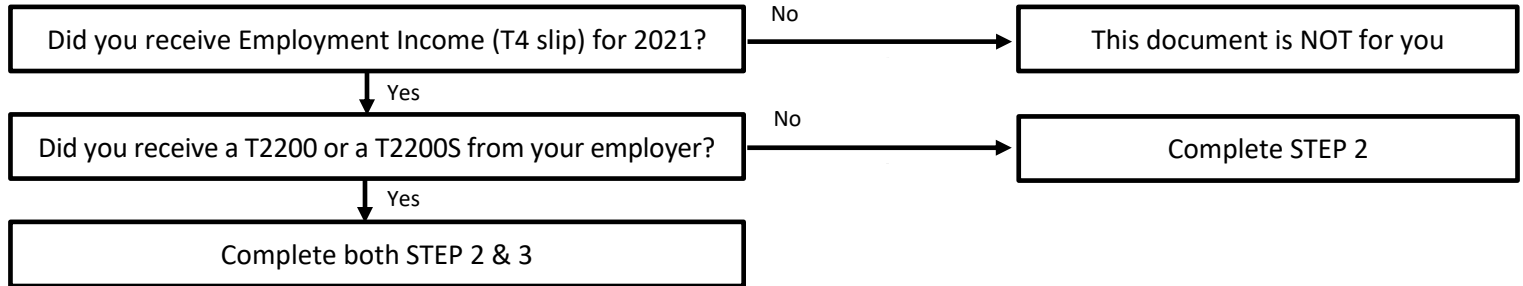 Did you receive Employment Income (T4 slip) for 2021?
No
This document is NOT for you
Yes
Did you receive a T2200 or a T2200S from your employer?
No
Complete STEP 2
Yes
Complete both STEP 2 & 3